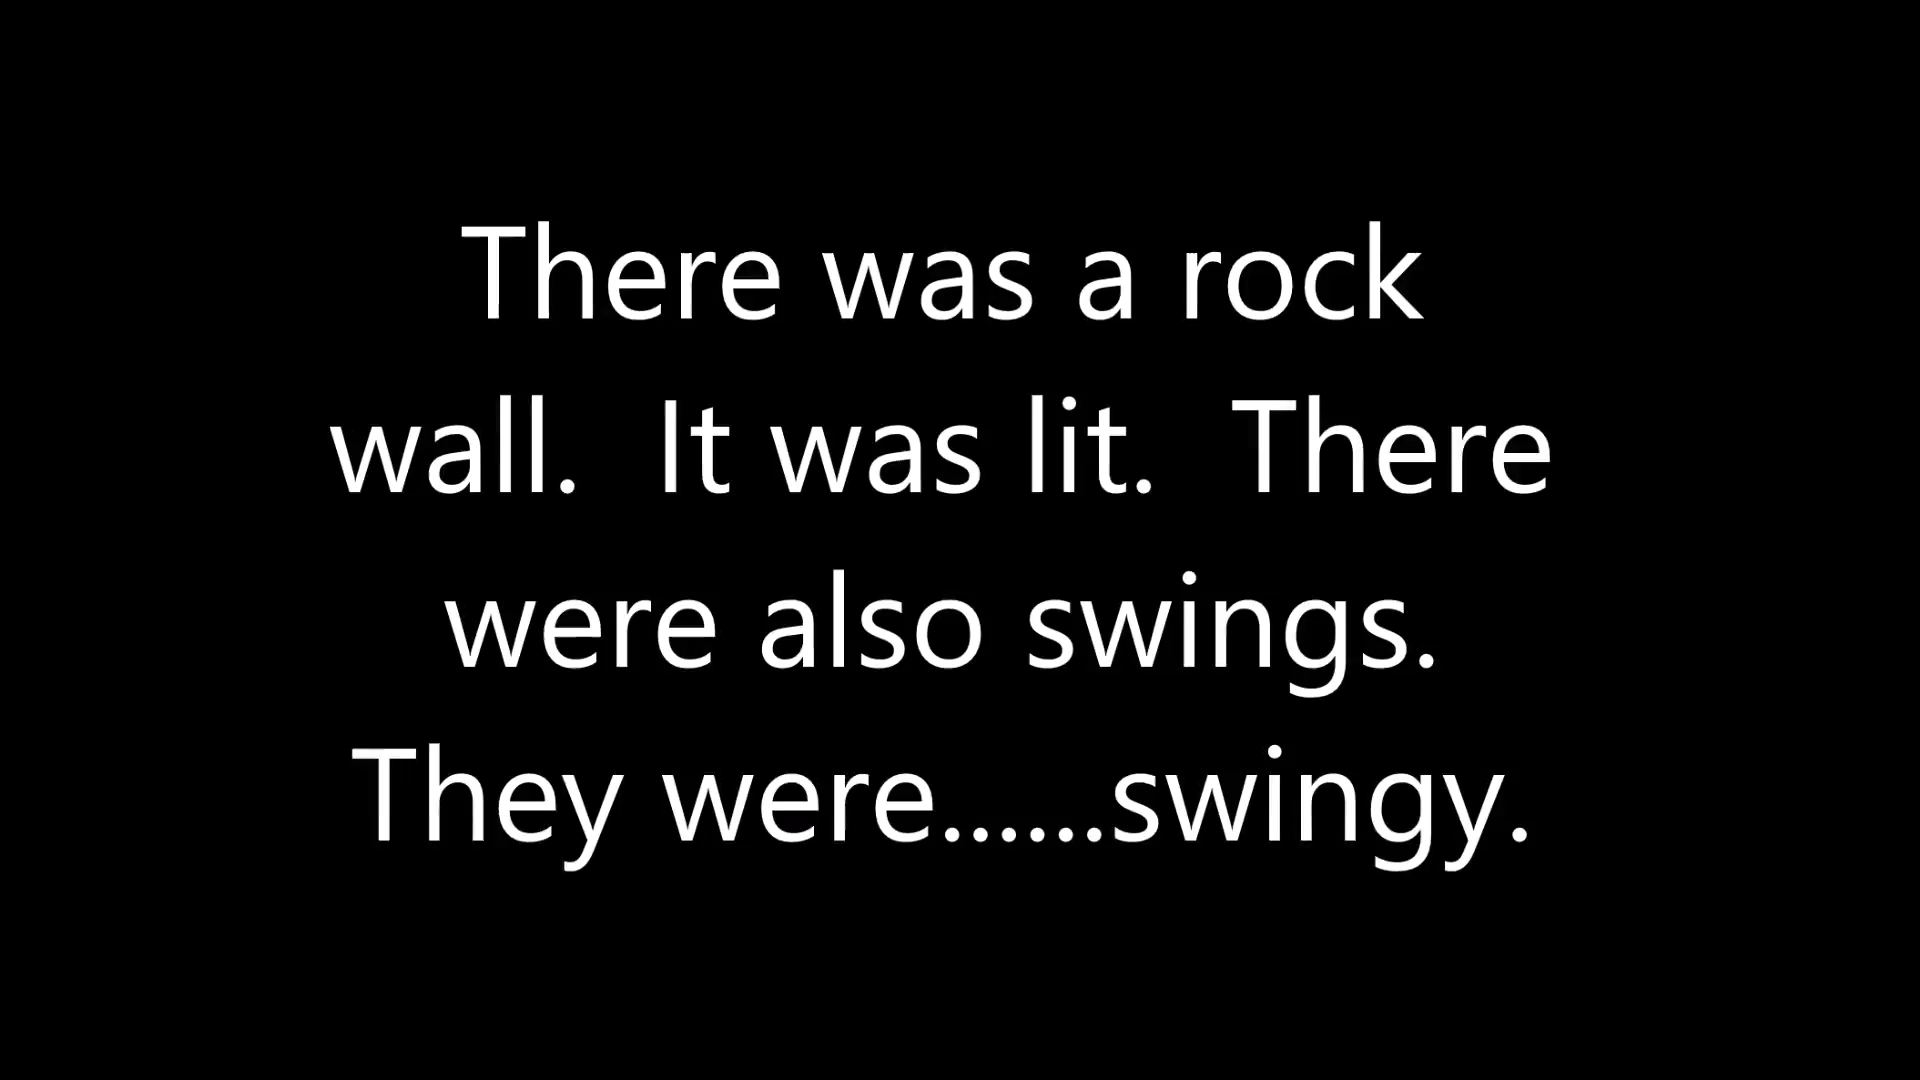 There was a rock
wall.  It was lit.  There
were also swings.
They were......swingy.